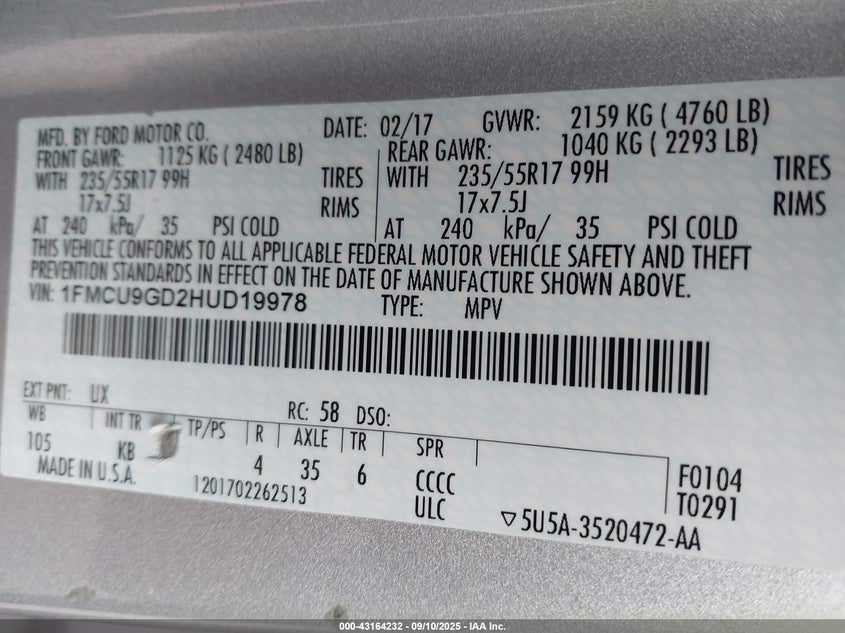 MFD. BY FORD MOTOR CO. DATE: 02/17 GVWR: 2159 KG ( 4760 LB)
FRONT GAWR: 1125 KG ( 2480 LB) REAR GAWR: 1040 KG ( 2293 LB)
WITH 235/55R17 99H TIRES WITH 235/55R17 99H TIRES
17x7.5J RIMS 17x7.5J RIMS
AT 240 kPa/ 35 PSI COLD AT 240 kPa/ 35 PSI COLD
THIS VEHICLE CONFORMS TO ALL APPLICABLE FEDERAL MOTOR VEHICLE SAFETY AND THEFT
PREVENTION STANDARDS IN EFFECT ON THE DATE OF MANUFACTURE SHOWN ABOVE.
VIN: 1FMCU9GD2HUD19978 TYPE: MPV
EXT PNT: UX RC: 58 DSO:
WB INT TR TP/PS R AXLE TR SPR
105 KB 4 35 6 CCCC F0104
MADE IN U.S.A. 1201702262513 ULC T0291
▽5U5A-3520472-AA
000-43164232 - 09/10/2025 - IAA Inc.